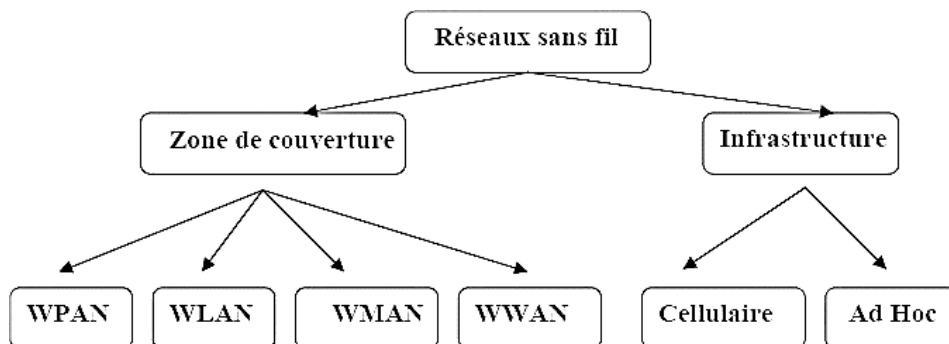 Réseaux sans fil
Zone de couverture
Infrastructure
WPAN
WLAN
WMAN
WWAN
Cellulaire
Ad Hoc